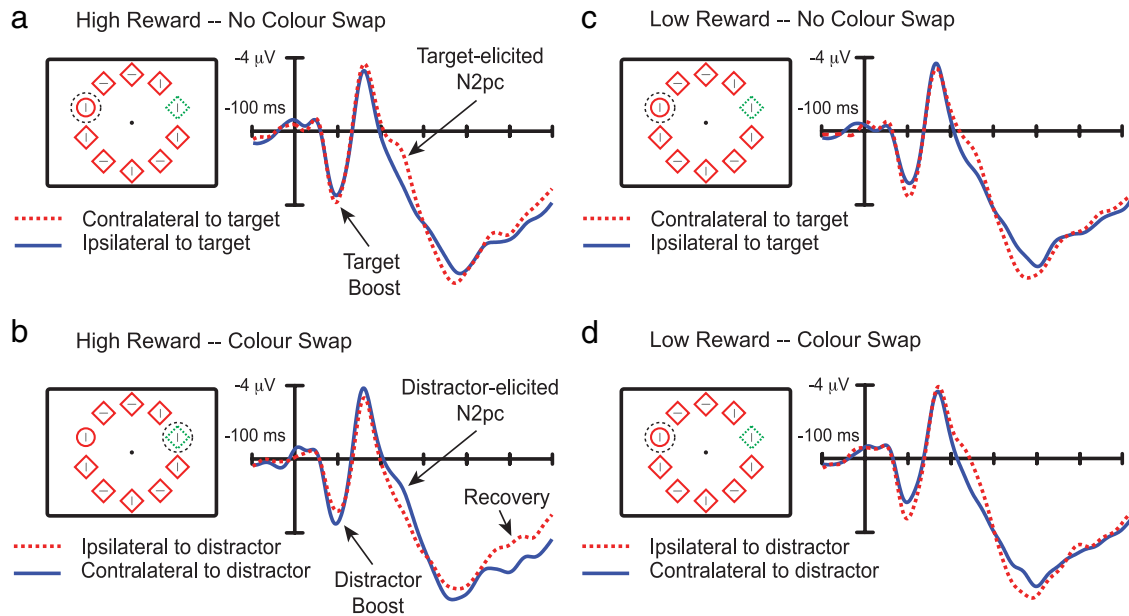 a
High Reward -- No Colour Swap
-4 μV
-100 ms
Target-elicited
N2pc
Contralateral to target
Ipsilateral to target
Target
Boost
b
High Reward -- Colour Swap
-4 μV
-100 ms
Distractor-elicited
N2pc
Recovery
Ipsilateral to distractor
Contralateral to distractor
Distractor
Boost
c
Low Reward -- No Colour Swap
-4 μV
-100 ms
Contralateral to target
Ipsilateral to target
d
Low Reward -- Colour Swap
-4 μV
-100 ms
Ipsilateral to distractor
Contralateral to distractor